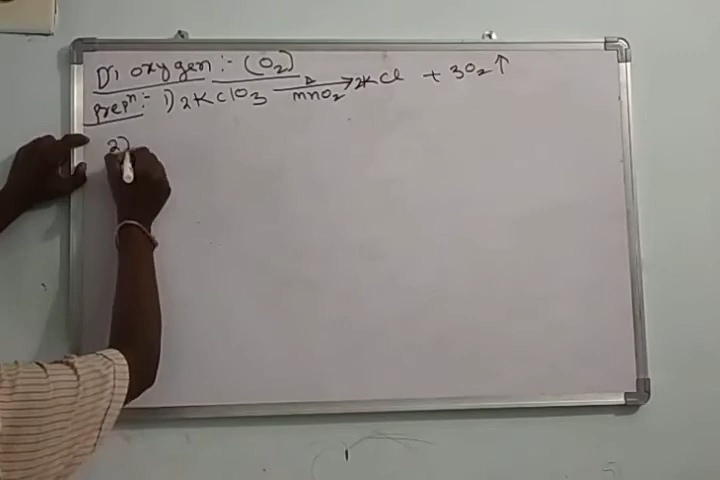 Di oxygen :- (O₂)
Prepⁿ :- 1) 2KClO₃ —Δ/MnO₂→ 2KCl + 3O₂ ↑
2)